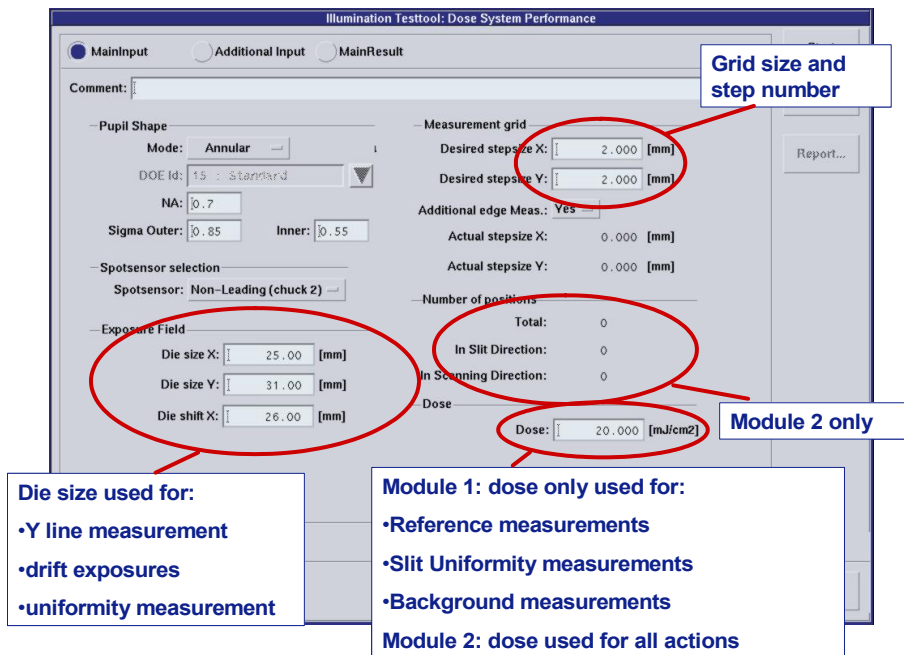 Illumination Testtool: Dose System Performance
MainInput Additional Input MainResult
Comment:
Grid size and
step number
Pupil Shape
Mode: Annular
DOE Id: 15 : Standard
NA: 0.7
Sigma Outer: 0.85 Inner: 0.55
Spotsensor selection
Spotsensor: Non-Leading (chuck 2)
Exposure Field
Die size X: 25.00 [mm]
Die size Y: 31.00 [mm]
Die shift X: 26.00 [mm]
Measurement grid
Desired stepsize X: 2.000 [mm]
Desired stepsize Y: 2.000 [mm]
Additional edge Meas.: Yes
Actual stepsize X: 0.000 [mm]
Actual stepsize Y: 0.000 [mm]
Number of positions
Total: 0
In Slit Direction: 0
In Scanning Direction: 0
Dose
Dose: 20.000 [mJ/cm2]
Report...
Module 2 only
Die size used for:
•Y line measurement
•drift exposures
•uniformity measurement
Module 1: dose only used for:
•Reference measurements
•Slit Uniformity measurements
•Background measurements
Module 2: dose used for all actions